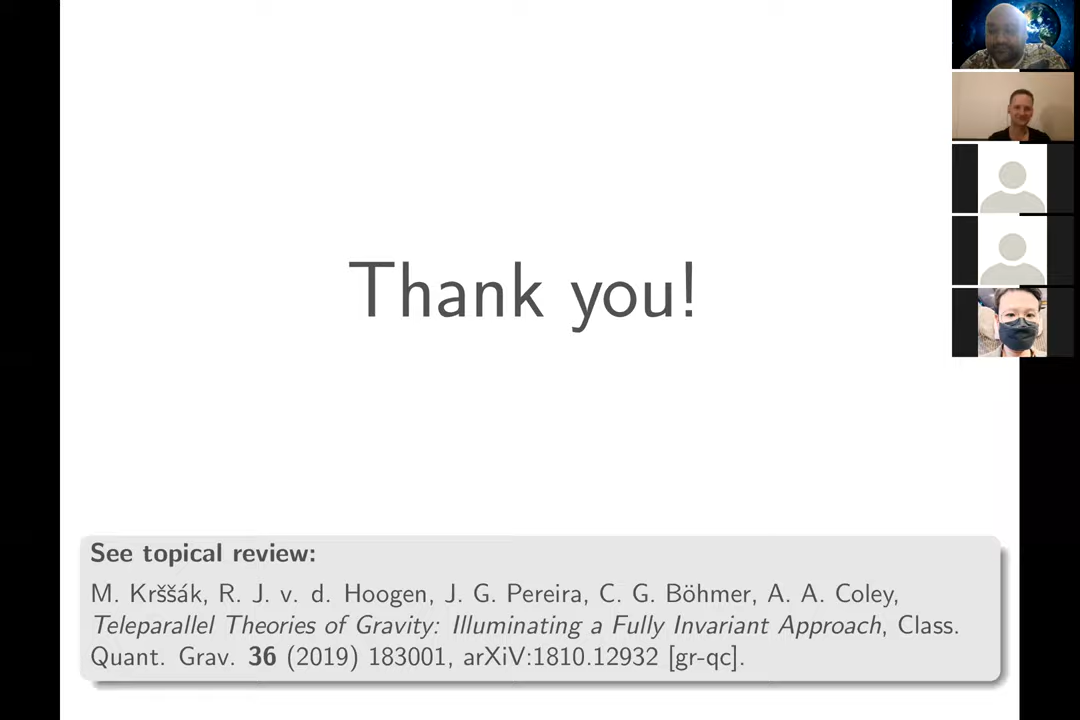 Thank you!
See topical review:
M. Krššák, R. J. v. d. Hoogen, J. G. Pereira, C. G. Böhmer, A. A. Coley,
Teleparallel Theories of Gravity: Illuminating a Fully Invariant Approach, Class.
Quant. Grav. 36 (2019) 183001, arXiV:1810.12932 [gr-qc].